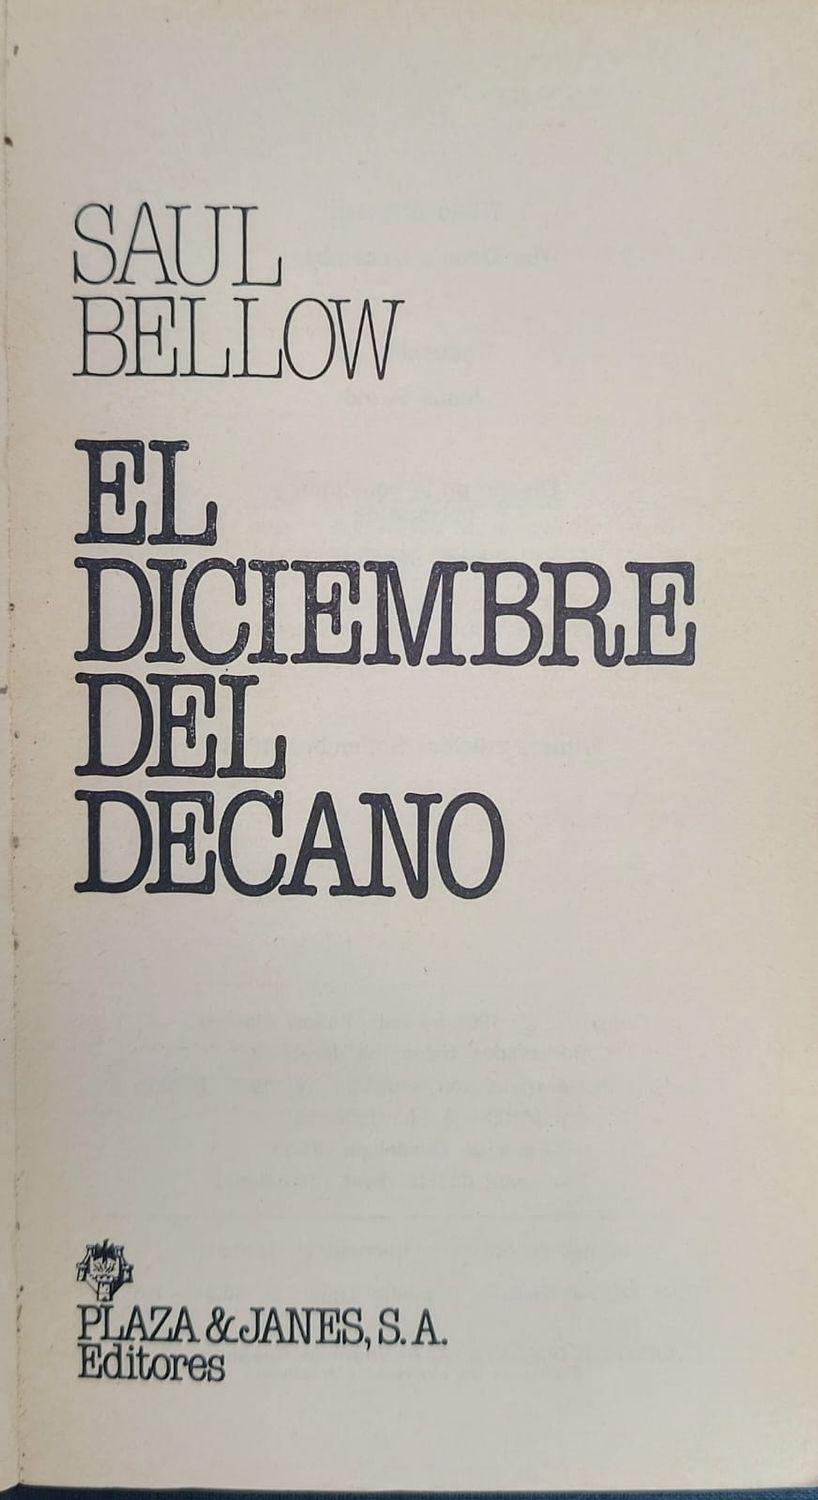 SAUL
BELLOW
EL
DICIEMBRE
DEL
DECANO
PLAZA & JANES, S. A.
Editores